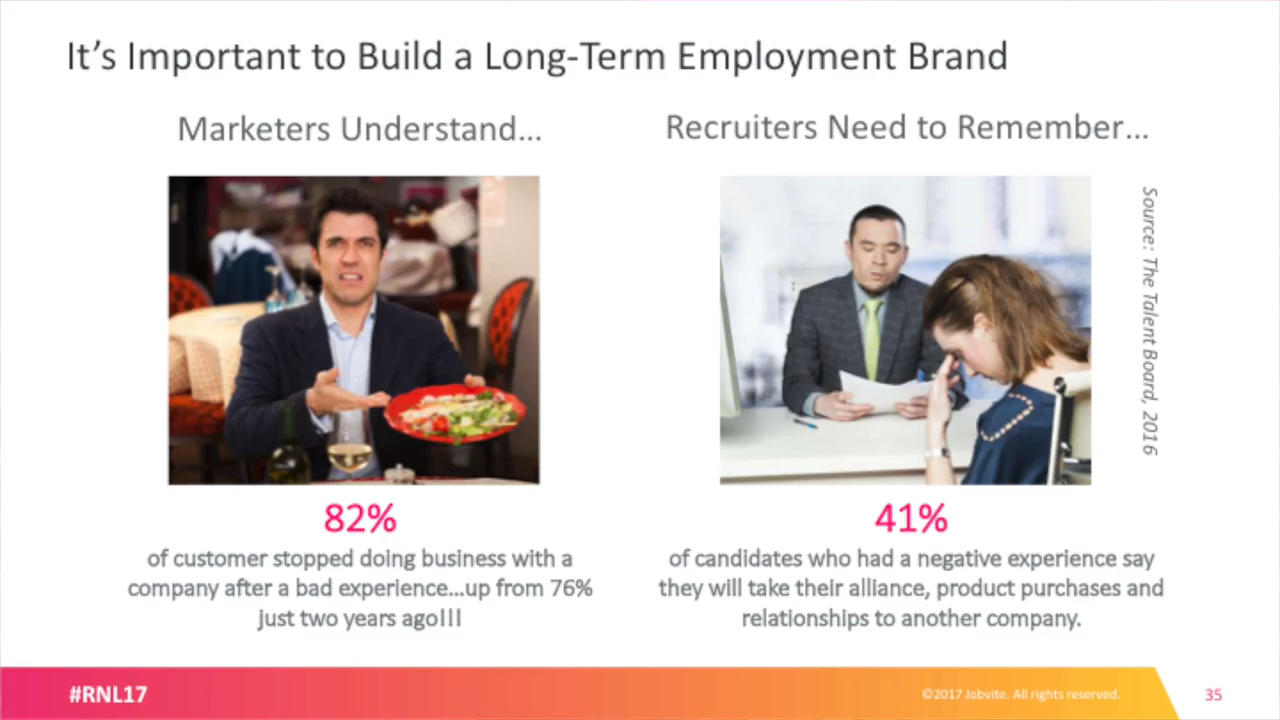 It's Important to Build a Long-Term Employment Brand
Marketers Understand...
Recruiters Need to Remember...
Source: The Talent Board, 2016
82%
of customer stopped doing business with a
company after a bad experience...up from 76%
just two years ago!!!
41%
of candidates who had a negative experience say
they will take their alliance, product purchases and
relationships to another company.
#RNL17
©2017 Jobvite. All rights reserved.
35